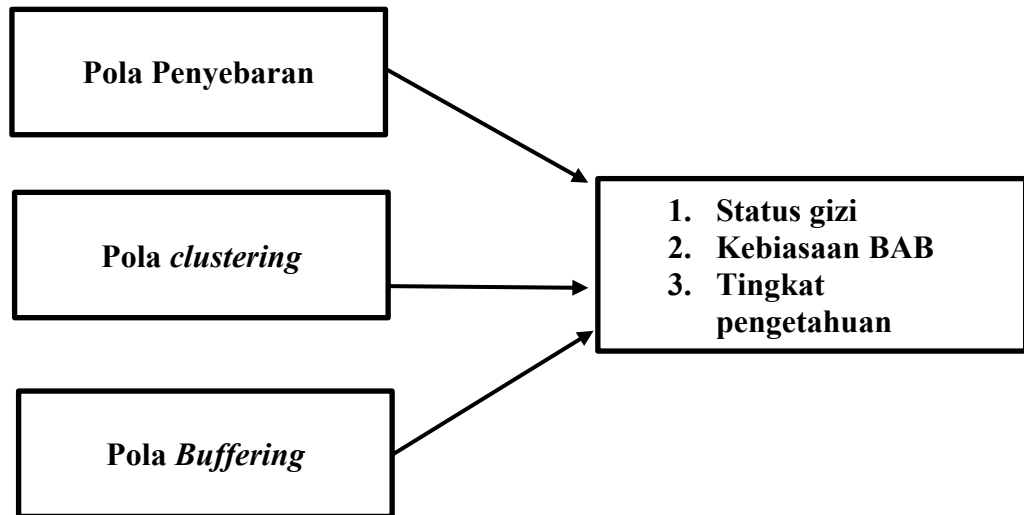 Pola Penyebaran
Pola clustering
Pola Buffering
1. Status gizi
2. Kebiasaan BAB
3. Tingkat
pengetahuan